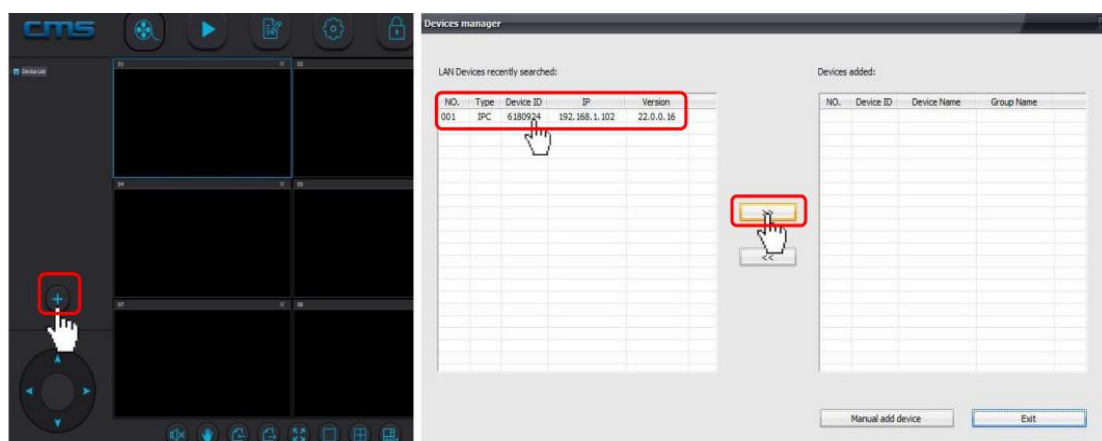 cms
Device List
01
02
04
05
07
08
Devices manager
LAN Devices recently searched:
NO. Type Device ID IP Version
001 IPC 6180924 192.168.1.102 22.0.0.16
>>
<<
Devices added:
NO. Device ID Device Name Group Name
Manual add device
Exit